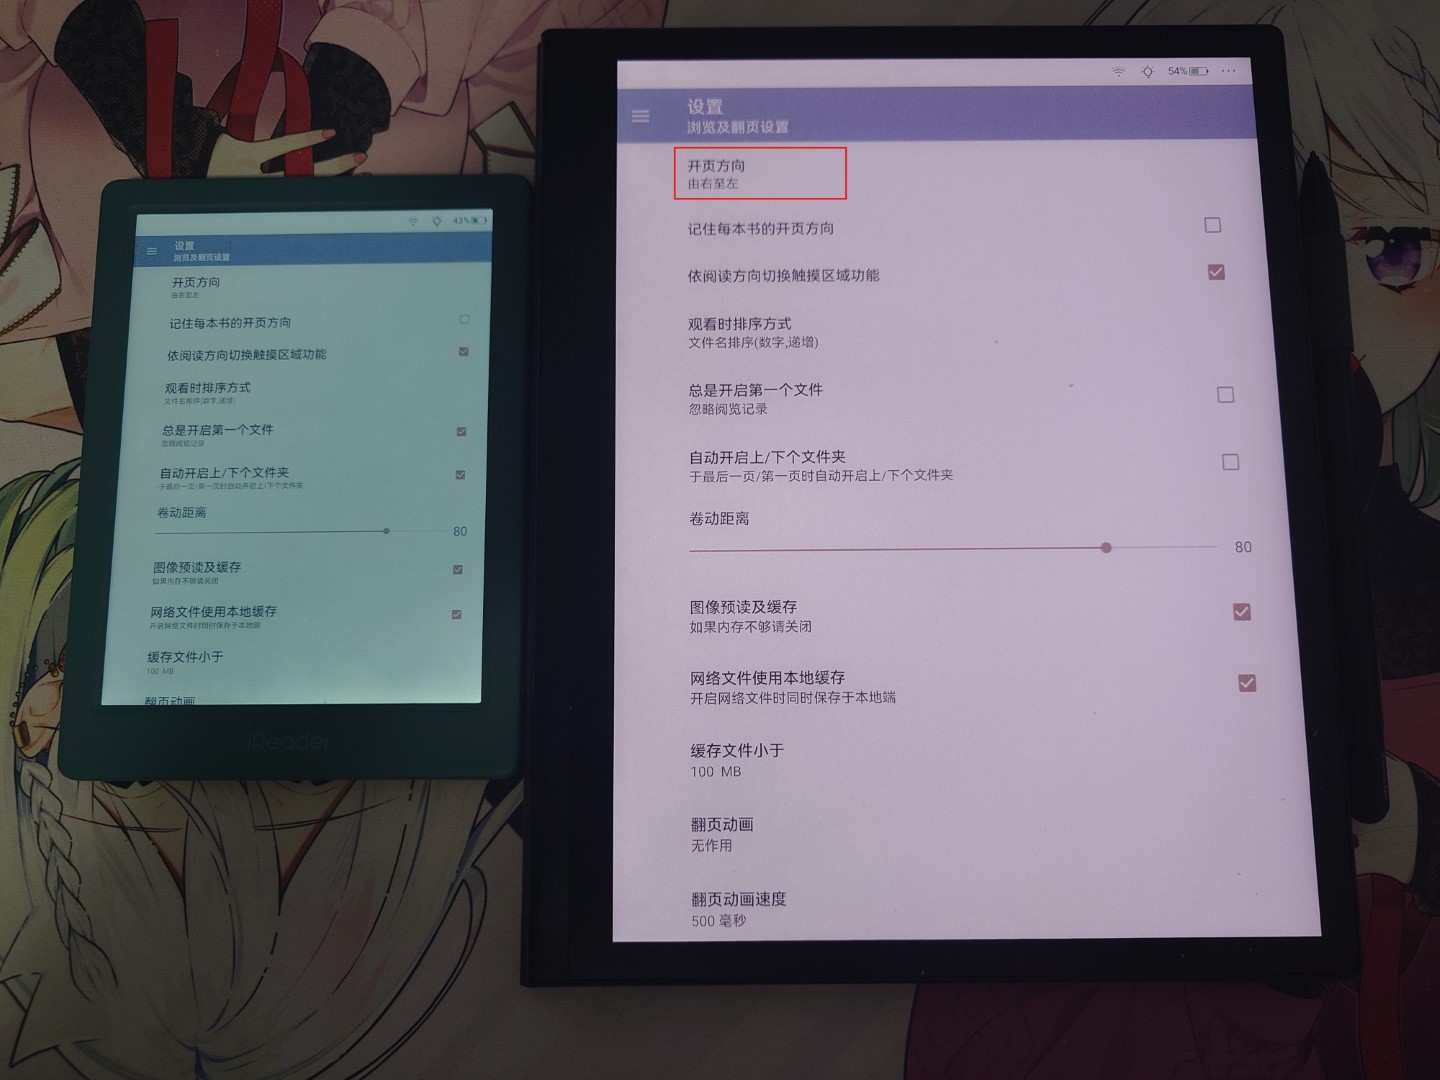 43%
设置
浏览及翻页设置
开页方向
由右至左
记住每本书的开页方向
依阅读方向切换触摸区域功能
观看时排序方式
文件名排序(数字,递增)
总是开启第一个文件
忽略阅览记录
自动开启上/下个文件夹
于最后一页/第一页时自动开启上/下个文件夹
卷动距离
80
图像预读及缓存
如果内存不够请关闭
网络文件使用本地缓存
开启网络文件时同时保存于本地端
缓存文件小于
100 MB
翻页动画
iReader
54%
设置
浏览及翻页设置
开页方向
由右至左
记住每本书的开页方向
依阅读方向切换触摸区域功能
观看时排序方式
文件名排序(数字,递增)
总是开启第一个文件
忽略阅览记录
自动开启上/下个文件夹
于最后一页/第一页时自动开启上/下个文件夹
卷动距离
80
图像预读及缓存
如果内存不够请关闭
网络文件使用本地缓存
开启网络文件时同时保存于本地端
缓存文件小于
100 MB
翻页动画
无作用
翻页动画速度
500 毫秒